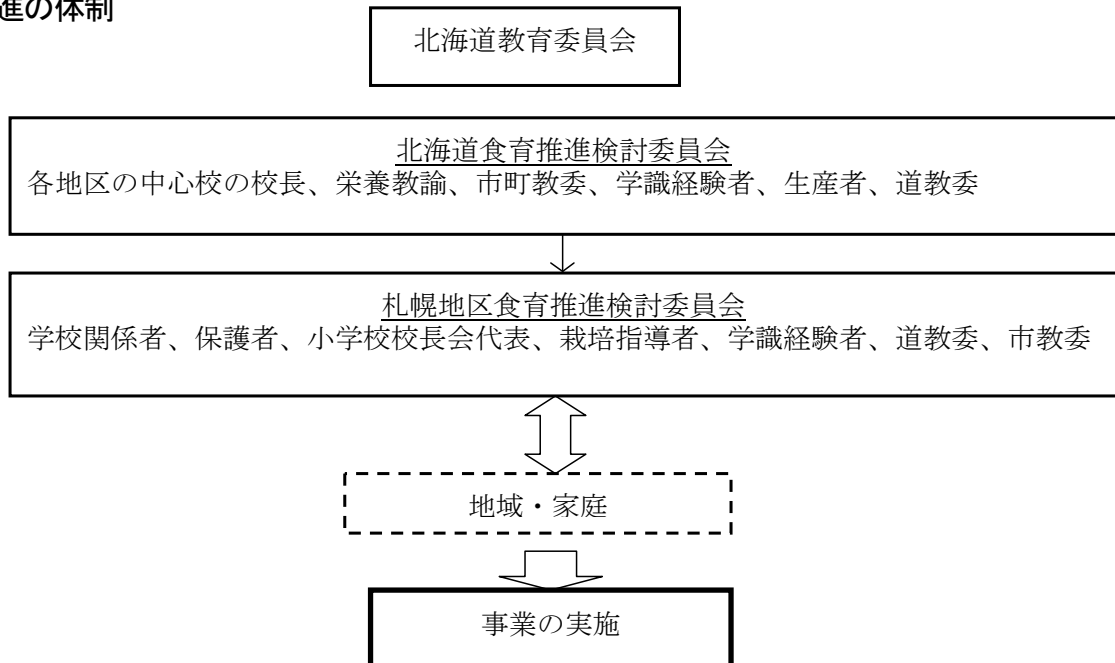 進の体制
北海道教育委員会
北海道食育推進検討委員会
各地区の中心校の校長、栄養教諭、市町教委、学識経験者、生産者、道教委
札幌地区食育推進検討委員会
学校関係者、保護者、小学校校長会代表、栽培指導者、学識経験者、道教委、市教委
地域・家庭
事業の実施